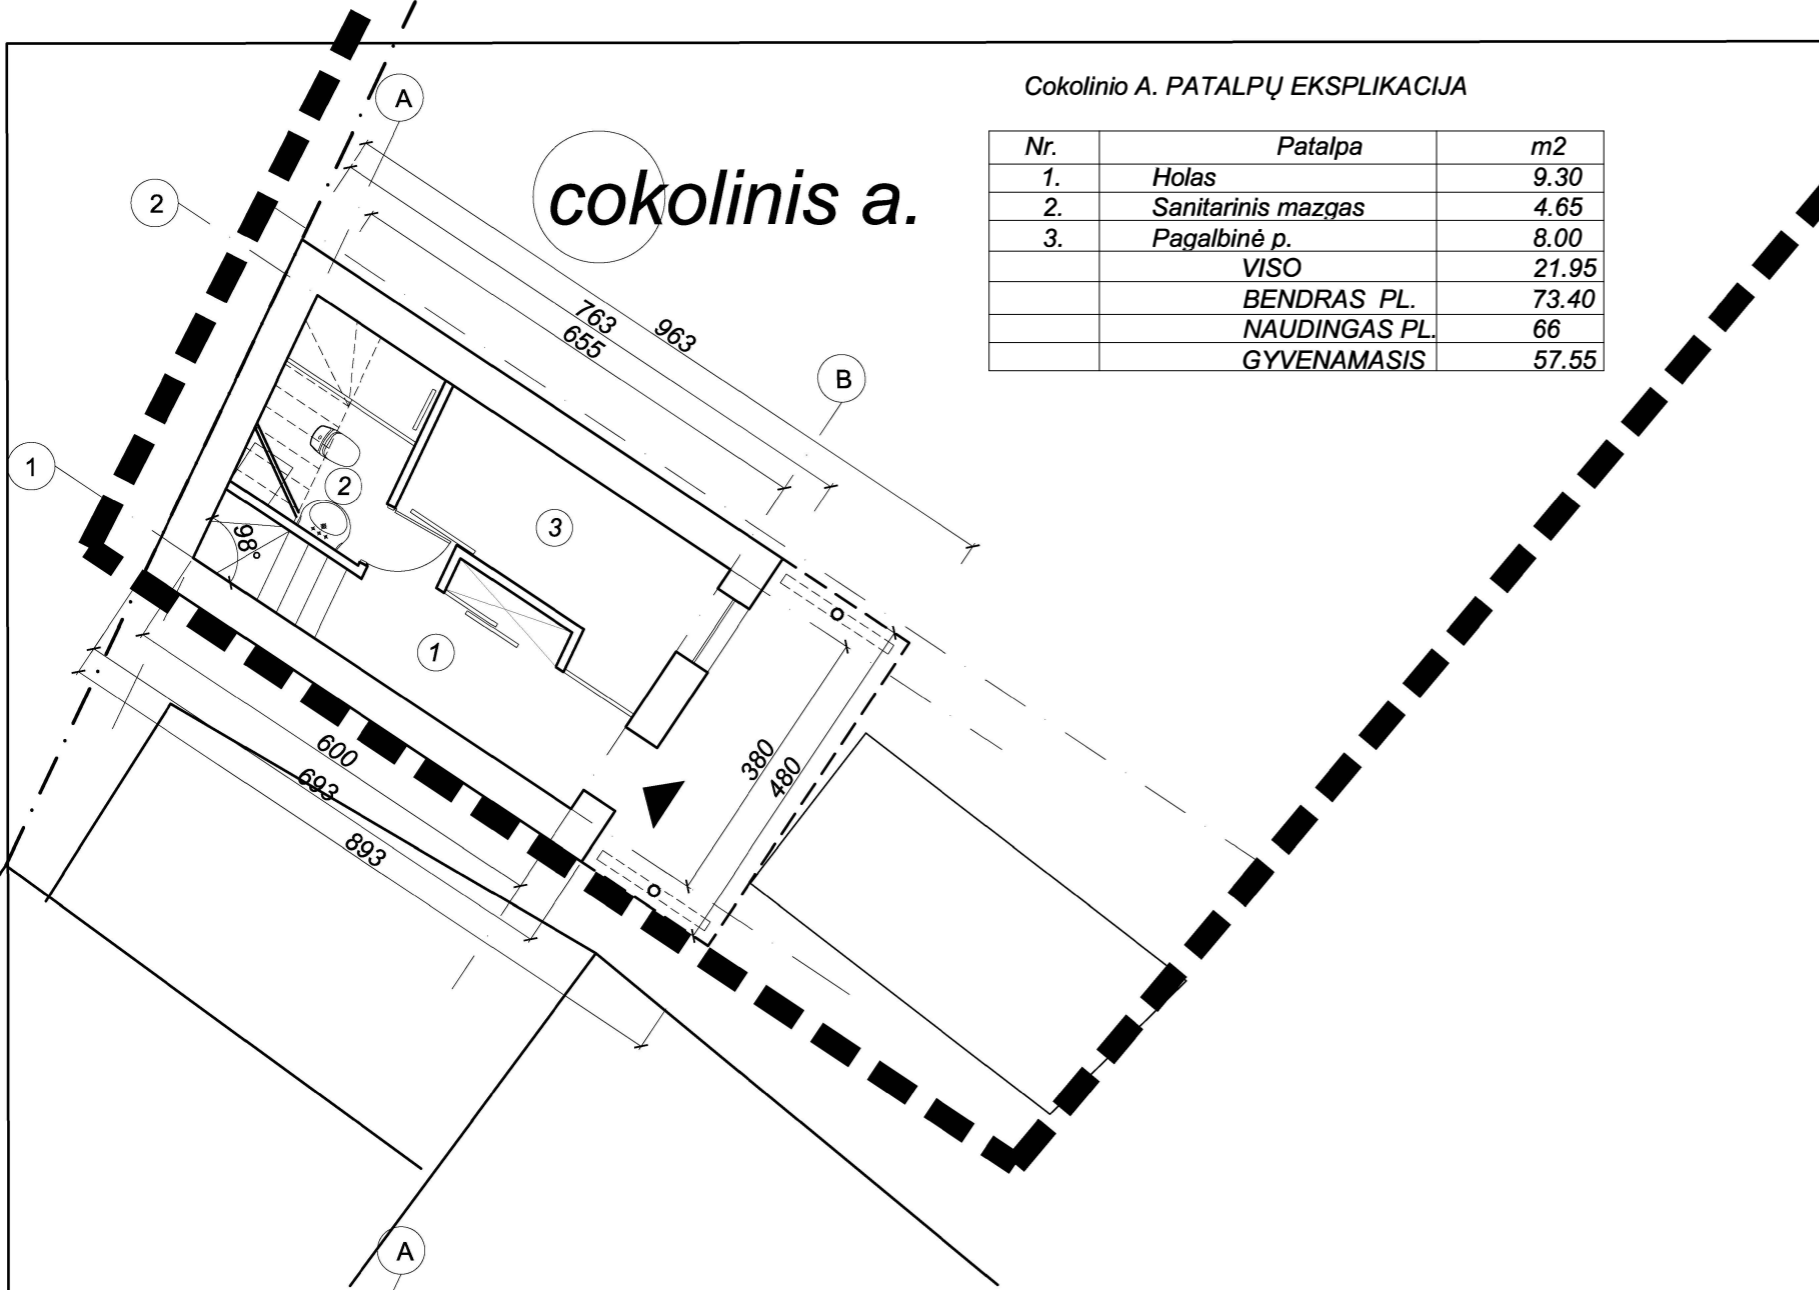 Cokolinio A. PATALPŲ EKSPLIKACIJA
A
cokolinis a.
Nr. Patalpa m2
1. Holas 9.30
2. Sanitarinis mazgas 4.65
3. Pagalbinė p. 8.00
VISO 21.95
BENDRAS PL. 73.40
NAUDINGAS PL. 66
GYVENAMASIS 57.55
2
763
963
655
B
1
2
3
98°
1
600
693
893
380
480
A